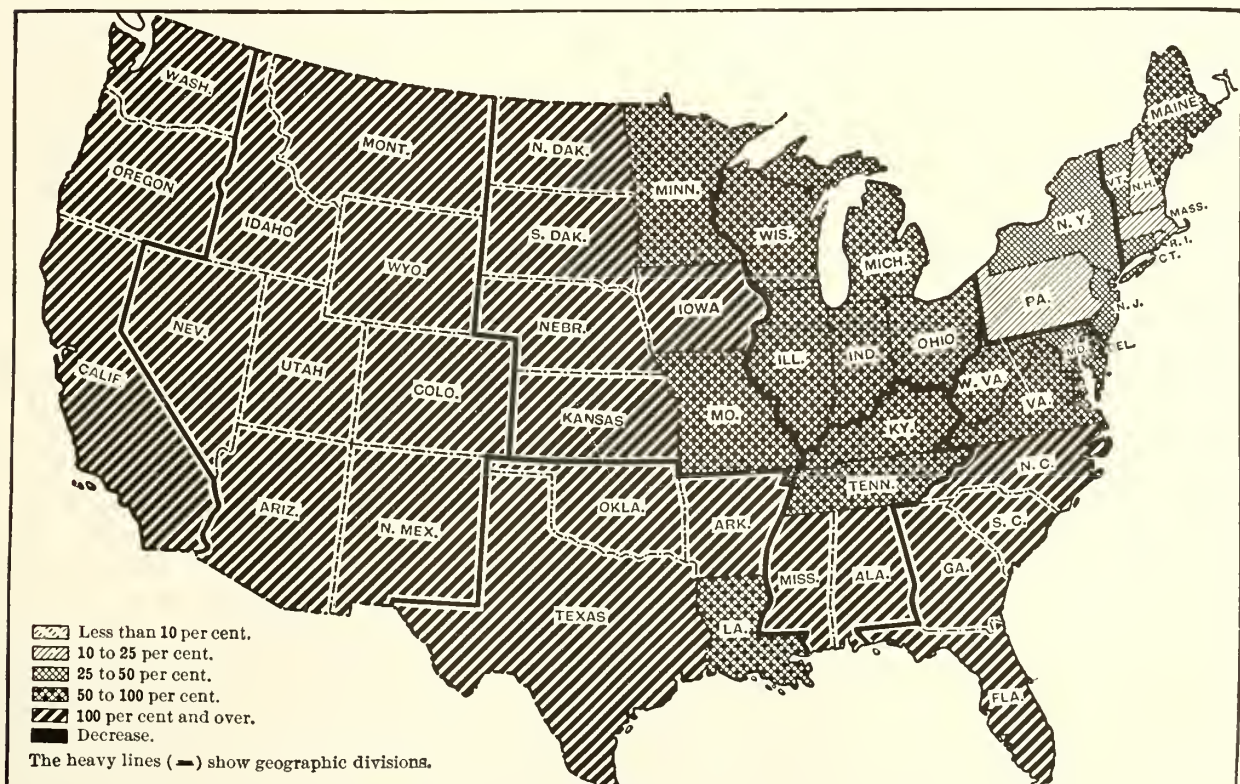 WASH.
MONT.
N. DAK.
MAINE
OREGON
IDAHO
MINN.
VT.
N.H.
S. DAK.
WIS.
N. Y.
MASS.
WYO.
MICH.
R. I.
CT.
IOWA
PA.
N. J.
NEV.
NEBR.
OHIO
UTAH
ILL.
IND.
MD.
EL.
CALIF
COLO.
W. VA.
VA.
KANSAS
MO.
KY.
N. C.
TENN.
ARIZ.
N. MEX.
OKLA.
ARK.
S. C.
MISS.
ALA.
GA.
TEXAS
LA.
FLA.
Less than 10 per cent.
10 to 25 per cent.
25 to 50 per cent.
50 to 100 per cent.
100 per cent and over.
Decrease.
The heavy lines (▬) show geographic divisions.